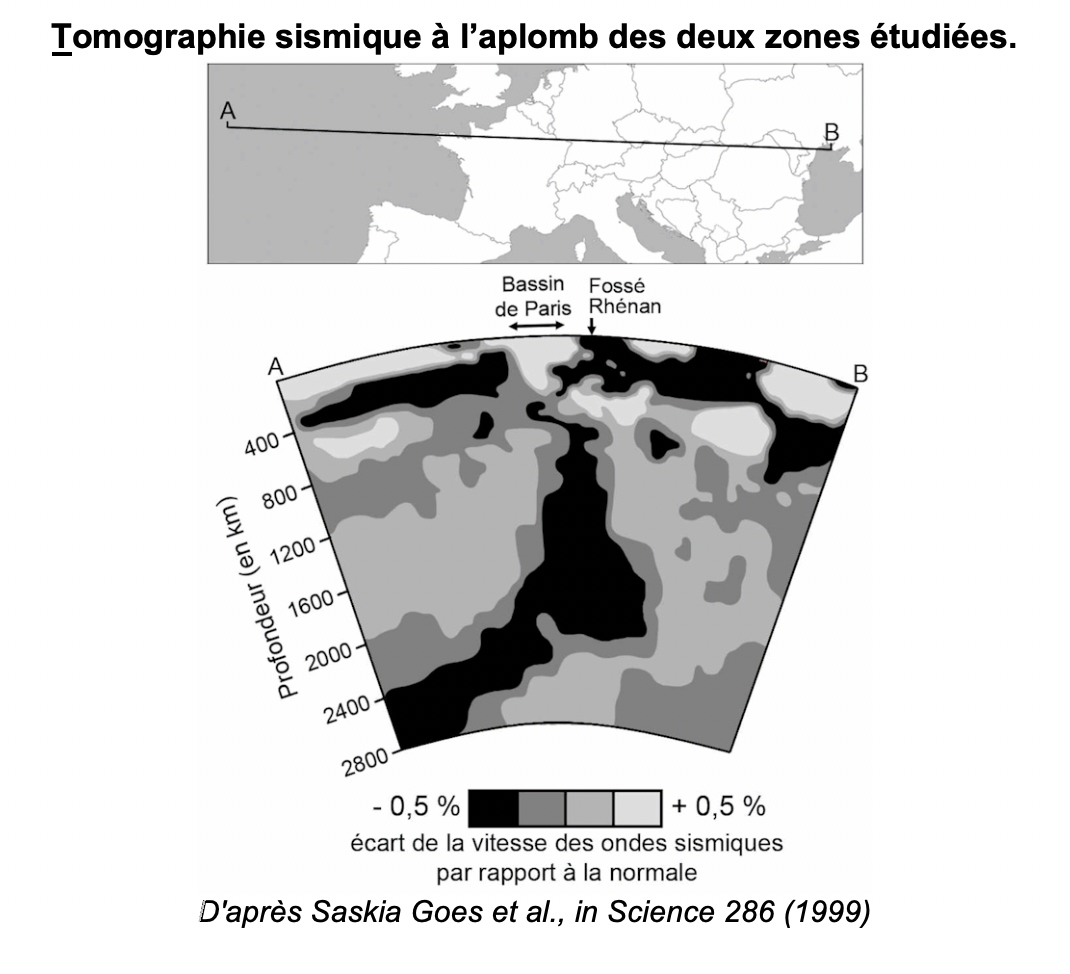 Tomographie sismique à l’aplomb des deux zones étudiées.
A
B
Bassin
de Paris
Fossé
Rhénan
A
B
400
800
1200
1600
2000
2400
2800
Profondeur (en km)
- 0,5 %
+ 0,5 %
écart de la vitesse des ondes sismiques
par rapport à la normale
D'après Saskia Goes et al., in Science 286 (1999)